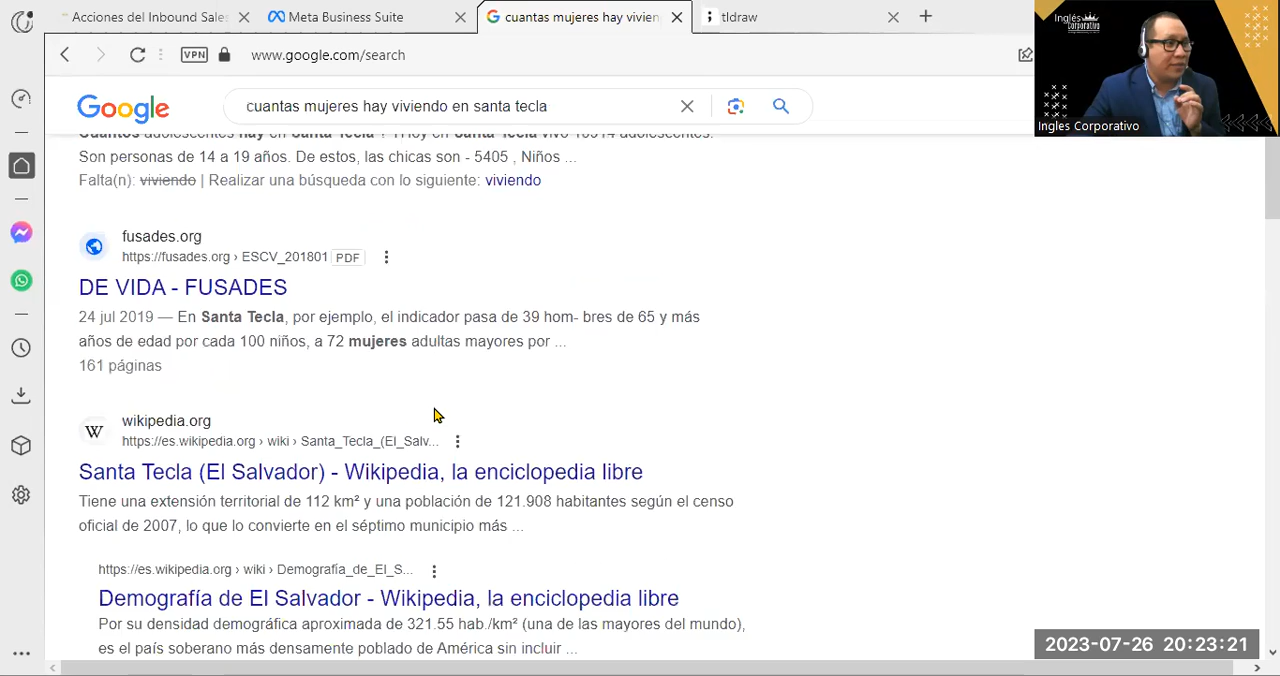 Acciones del Inbound Sales
Meta Business Suite
cuantas mujeres hay vivien
tldraw
VPN
www.google.com/search
Inglés
Corporativo
Ingles Corporativo
Google
cuantas mujeres hay viviendo en santa tecla
Son personas de 14 a 19 años. De estos, las chicas son - 5405 , Niños ...
Falta(n): viviendo | Realizar una búsqueda con lo siguiente: viviendo
fusades.org
https://fusades.org › ESCV_201801 PDF
DE VIDA - FUSADES
24 jul 2019 — En Santa Tecla, por ejemplo, el indicador pasa de 39 hom- bres de 65 y más
años de edad por cada 100 niños, a 72 mujeres adultas mayores por ...
161 páginas
W
wikipedia.org
https://es.wikipedia.org › wiki › Santa_Tecla_(El_Salv...
Santa Tecla (El Salvador) - Wikipedia, la enciclopedia libre
Tiene una extensión territorial de 112 km² y una población de 121.908 habitantes según el censo
oficial de 2007, lo que lo convierte en el séptimo municipio más ...
https://es.wikipedia.org › wiki › Demografía_de_El_S...
Demografía de El Salvador - Wikipedia, la enciclopedia libre
Por su densidad demográfica aproximada de 321.55 hab./km² (una de las mayores del mundo),
es el país soberano más densamente poblado de América sin incluir ...
2023-07-26 20:23:21